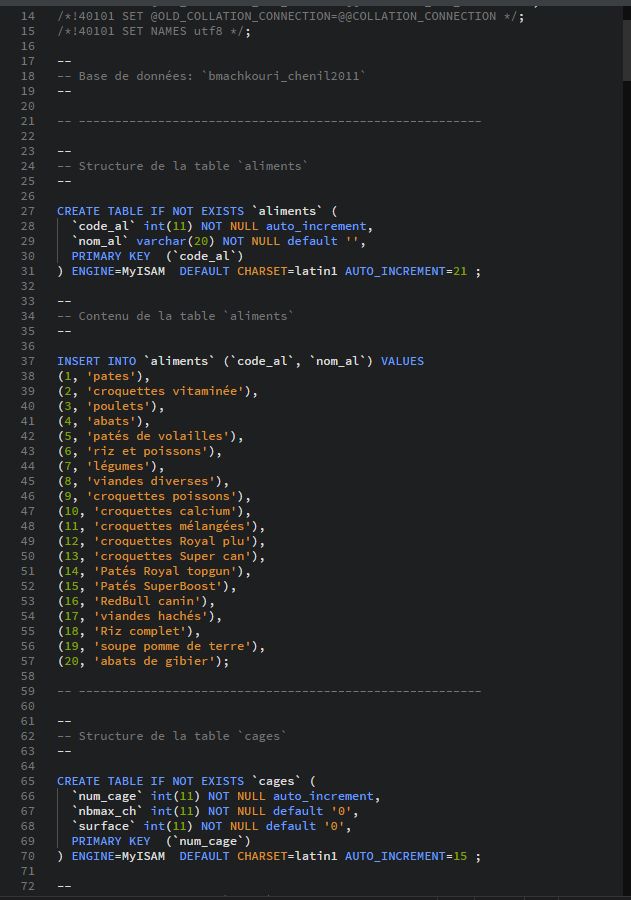 14 /*!40101 SET @OLD_COLLATION_CONNECTION=@@COLLATION_CONNECTION */;
15 /*!40101 SET NAMES utf8 */;
16
17 --
18 -- Base de données: `bmachkouri_chenil2011`
19 --
20
21 -- --------------------------------------------------------
22
23 --
24 -- Structure de la table `aliments`
25 --
26
27 CREATE TABLE IF NOT EXISTS `aliments` (
28   `code_al` int(11) NOT NULL auto_increment,
29   `nom_al` varchar(20) NOT NULL default '',
30   PRIMARY KEY  (`code_al`)
31 ) ENGINE=MyISAM  DEFAULT CHARSET=latin1 AUTO_INCREMENT=21 ;
32
33 --
34 -- Contenu de la table `aliments`
35 --
36
37 INSERT INTO `aliments` (`code_al`, `nom_al`) VALUES
38 (1, 'pates'),
39 (2, 'croquettes vitaminée'),
40 (3, 'poulets'),
41 (4, 'abats'),
42 (5, 'patés de volailles'),
43 (6, 'riz et poissons'),
44 (7, 'légumes'),
45 (8, 'viandes diverses'),
46 (9, 'croquettes poissons'),
47 (10, 'croquettes calcium'),
48 (11, 'croquettes mélangées'),
49 (12, 'croquettes Royal plu'),
50 (13, 'croquettes Super can'),
51 (14, 'Patés Royal topgun'),
52 (15, 'Patés SuperBoost'),
53 (16, 'RedBull canin'),
54 (17, 'viandes hachés'),
55 (18, 'Riz complet'),
56 (19, 'soupe pomme de terre'),
57 (20, 'abats de gibier');
58
59 -- --------------------------------------------------------
60
61 --
62 -- Structure de la table `cages`
63 --
64
65 CREATE TABLE IF NOT EXISTS `cages` (
66   `num_cage` int(11) NOT NULL auto_increment,
67   `nbmax_ch` int(11) NOT NULL default '0',
68   `surface` int(11) NOT NULL default '0',
69   PRIMARY KEY  (`num_cage`)
70 ) ENGINE=MyISAM  DEFAULT CHARSET=latin1 AUTO_INCREMENT=15 ;
71
72 --